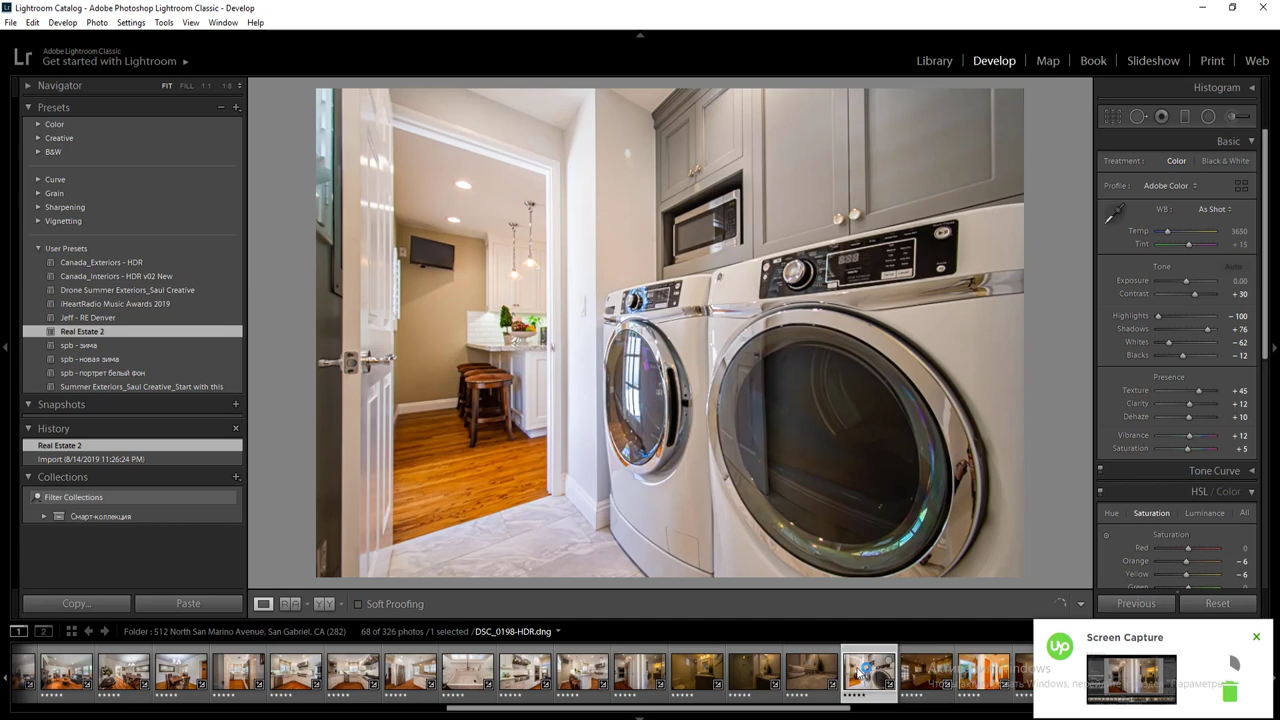 Lightroom Catalog - Adobe Photoshop Lightroom Classic - Develop
File Edit Develop Photo Settings Tools View Window Help
Lr
Adobe Lightroom Classic
Get started with Lightroom
Library Develop Map Book Slideshow Print Web
Navigator FIT FILL 1:1 1:8
Presets
Color
Creative
B&W
Curve
Grain
Sharpening
Vignetting
User Presets
Canada_Exteriors - HDR
Canada_Interiors - HDR v02 New
Drone Summer Exteriors_Saul Creative
iHeartRadio Music Awards 2019
Jeff - RE Denver
Real Estate 2
spb - зима
spb - новая зима
spb - портрет белый фон
Summer Exteriors_Saul Creative_Start with this
Snapshots
History
Real Estate 2
Import (8/14/2019 11:26:24 PM)
Collections
Filter Collections
Смарт-коллекция
Copy... Paste
Soft Proofing
Histogram
Basic
Treatment : Color Black & White
Profile : Adobe Color
WB : As Shot
Temp 3650
Tint + 15
Tone Auto
Exposure 0.00
Contrast + 30
Highlights − 100
Shadows + 76
Whites − 62
Blacks − 12
Presence
Texture + 45
Clarity + 12
Dehaze + 10
Vibrance + 12
Saturation + 5
Tone Curve
HSL / Color
Hue Saturation Luminance All
Saturation
Red 0
Orange − 6
Yellow − 6
Green
Previous Reset
1 2 Folder : 512 North San Marino Avenue, San Gabriel, CA (282) 68 of 326 photos /1 selected /DSC_0198-HDR.dng
up Screen Capture